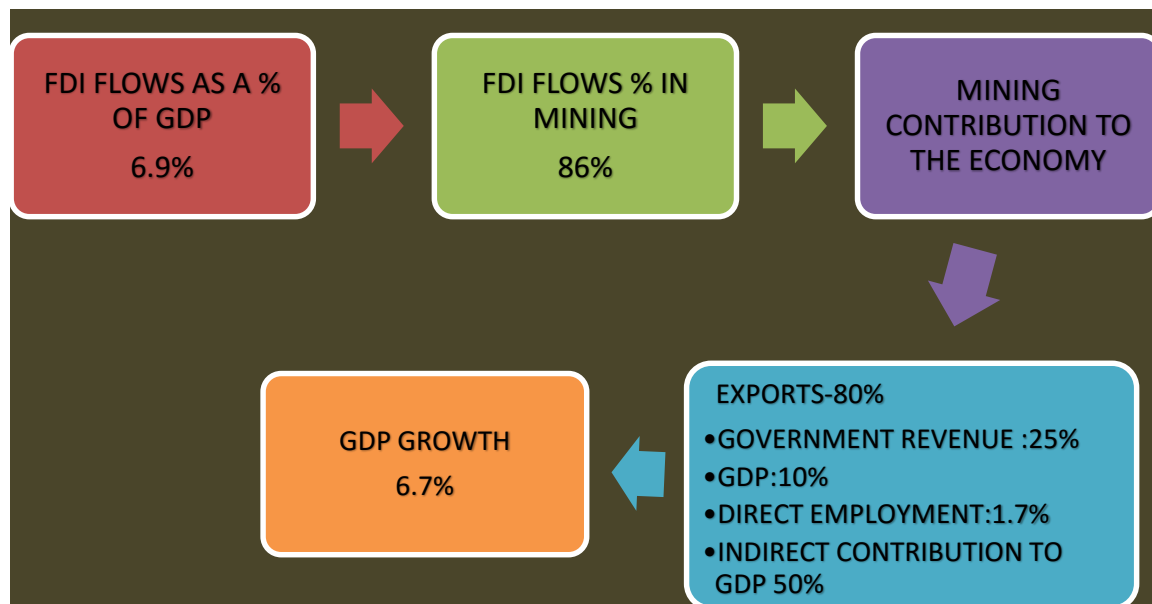 FDI FLOWS AS A %
OF GDP
6.9%
FDI FLOWS % IN
MINING
86%
MINING
CONTRIBUTION TO
THE ECONOMY
EXPORTS-80%
•GOVERNMENT REVENUE :25%
•GDP:10%
•DIRECT EMPLOYMENT:1.7%
•INDIRECT CONTRIBUTION TO
GDP 50%
GDP GROWTH
6.7%